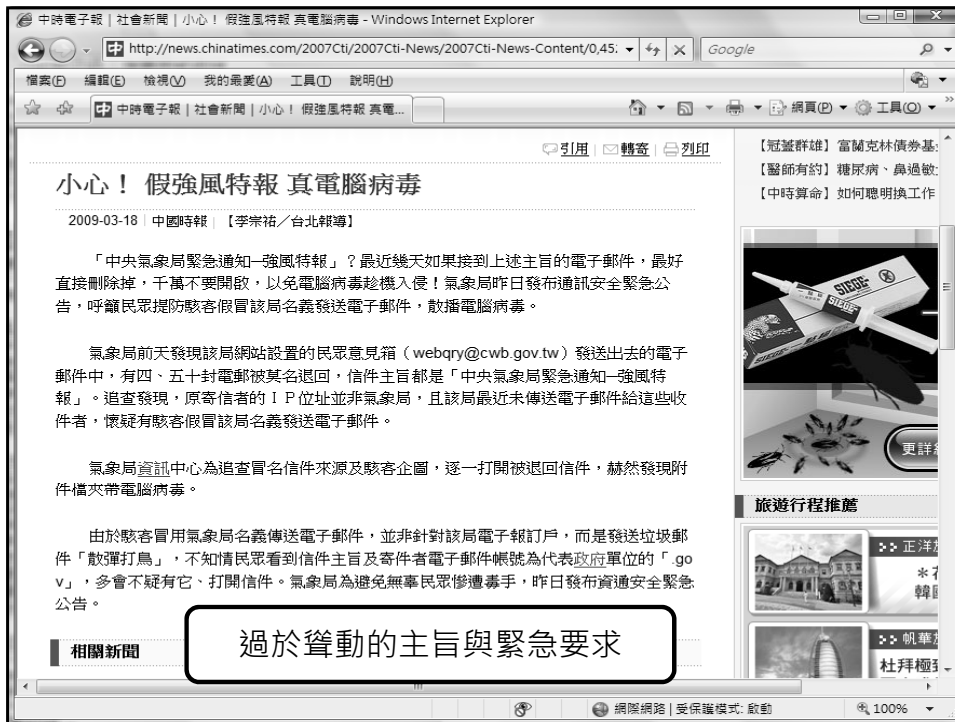 中時電子報 | 社會新聞 | 小心！ 假強風特報 真電腦病毒 - Windows Internet Explorer
http://news.chinatimes.com/2007Cti/2007Cti-News/2007Cti-News-Content/0,45:
Google
檔案(F) 編輯(E) 檢視(V) 我的最愛(A) 工具(T) 說明(H)
中時電子報 | 社會新聞 | 小心！ 假強風特報 真電...
網頁(P) 工具(O)
引用 | 轉寄 | 列印
小心！ 假強風特報 真電腦病毒
2009-03-18 | 中國時報 | 【李宗祐／台北報導】
「中央氣象局緊急通知─強風特報」？最近幾天如果接到上述主旨的電子郵件，最好
直接刪除掉，千萬不要開啟，以免電腦病毒趁機入侵！氣象局昨日發布通訊安全緊急公
告，呼籲民眾提防駭客假冒該局名義發送電子郵件，散播電腦病毒。
氣象局前天發現該局網站設置的民眾意見箱（webqry@cwb.gov.tw）發送出去的電子
郵件中，有四、五十封電郵被莫名退回，信件主旨都是「中央氣象局緊急通知─強風特
報」。追查發現，原寄信者的ＩＰ位址並非氣象局，且該局最近未傳送電子郵件給這些收
件者，懷疑有駭客假冒該局名義發送電子郵件。
氣象局資訊中心為追查冒名信件來源及駭客企圖，逐一打開被退回信件，赫然發現附
件檔夾帶電腦病毒。
由於駭客冒用氣象局名義傳送電子郵件，並非針對該局電子報訂戶，而是發送垃圾郵
件「散彈打鳥」，不知情民眾看到信件主旨及寄件者電子郵件帳號為代表政府單位的「.go
v」，多會不疑有它、打開信件。氣象局為避免無辜民眾慘遭毒手，昨日發布資通安全緊急
公告。
相關新聞
過於聳動的主旨與緊急要求
【冠蓋群雄】富蘭克林債券基
【醫師有約】糖尿病、鼻過敏
【中時算命】如何聰明換工作
SIEGE
SIEGE
更詳
旅遊行程推薦
正洋
韓
帆華
杜拜極
網際網路 | 受保護模式: 啟動
100%